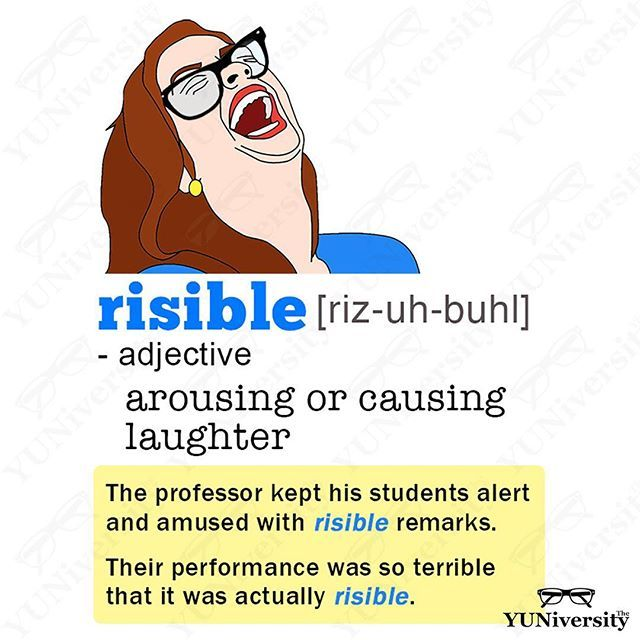 risible [riz-uh-buhl]
- adjective
arousing or causing
laughter
The professor kept his students alert
and amused with risible remarks.
Their performance was so terrible
that it was actually risible.
The
YUNiversity